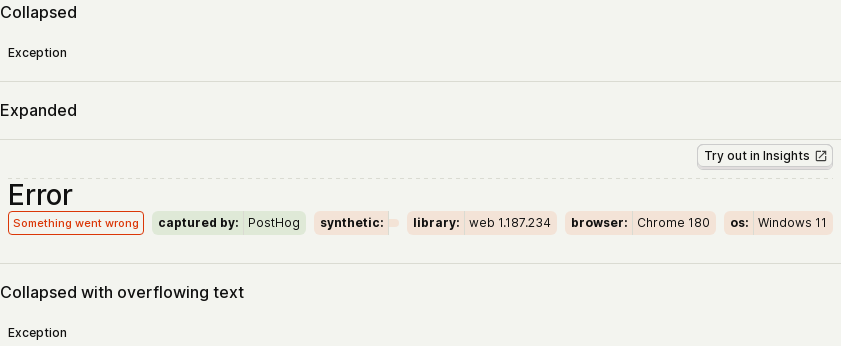 Collapsed
Exception
Expanded
Try out in Insights
Error
Something went wrong captured by: PostHog synthetic: library: web 1.187.234 browser: Chrome 180 os: Windows 11
Collapsed with overflowing text
Exception